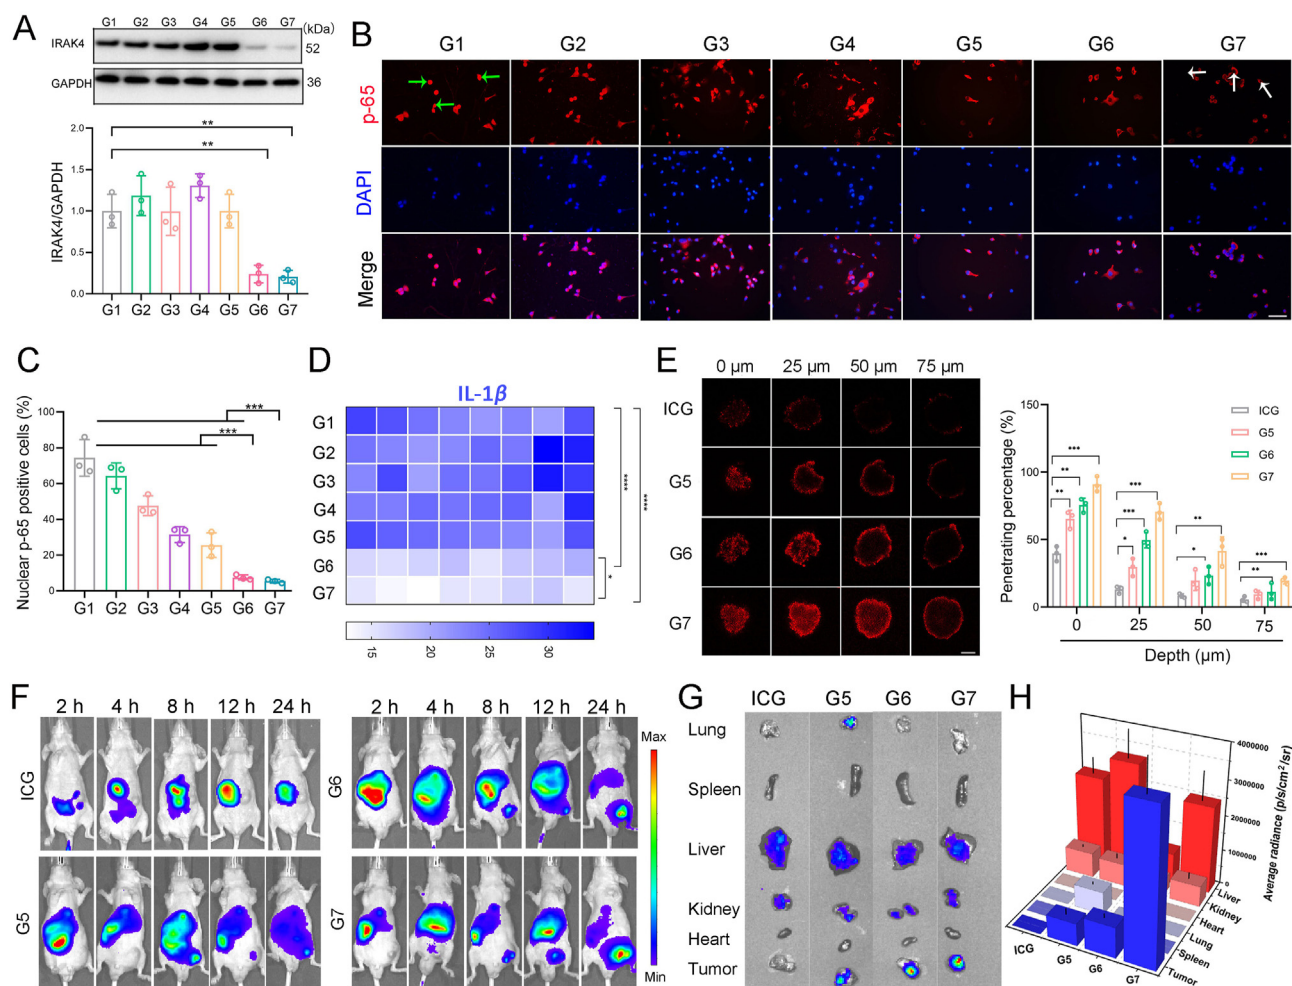 A
G1 G2 G3 G4 G5 G6 G7 (kDa)
IRAK4 52
GAPDH 36
IRAK4/GAPDH
2.0
1.5
1.0
0.5
0.0
**
**
G1 G2 G3 G4 G5 G6 G7
B
G1 G2 G3 G4 G5 G6 G7
p-65
DAPI
Merge
C
Nuclear p-65 positive cells (%)
100
80
60
40
20
0
***
***
G1 G2 G3 G4 G5 G6 G7
D
IL-1β
G1
G2
G3
G4
G5
G6
G7
****
****
*
15 20 25 30
E
0 μm 25 μm 50 μm 75 μm
ICG
G5
G6
G7
Penetrating percentage (%)
150
100
50
0
ICG
G5
G6
G7
***
**
**
***
***
*
**
*
***
**
0 25 50 75
Depth (μm)
F
2 h 4 h 8 h 12 h 24 h
2 h 4 h 8 h 12 h 24 h
ICG
G6
G5
G7
Max
Min
G
ICG G5 G6 G7
Lung
Spleen
Liver
Kidney
Heart
Tumor
H
4000000
3000000
2000000
1000000
0
Average radiance (p/s/cm²/sr)
Liver
Kidney
Heart
Lung
Spleen
Tumor
ICG G5 G6 G7